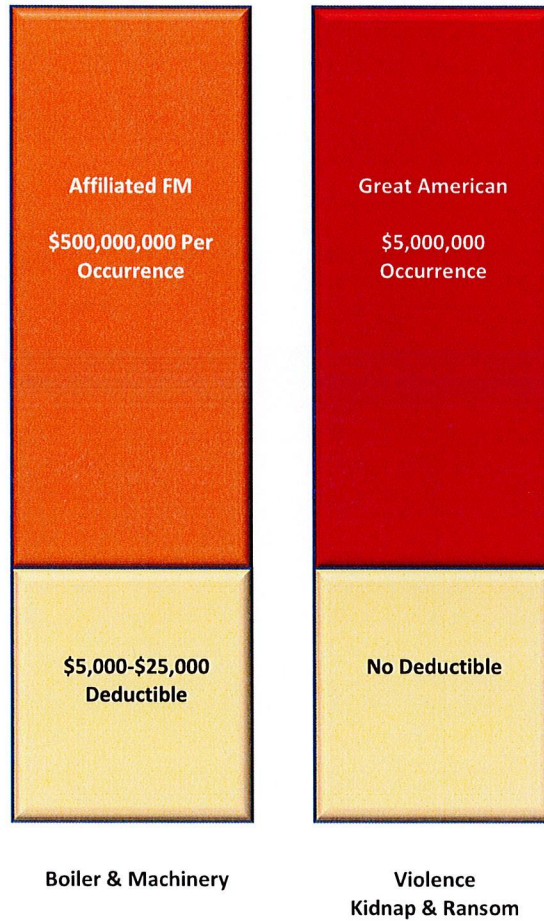 Affiliated FM
$500,000,000 Per
Occurrence
$5,000-$25,000
Deductible
Boiler & Machinery
Great American
$5,000,000
Occurrence
No Deductible
Violence
Kidnap & Ransom